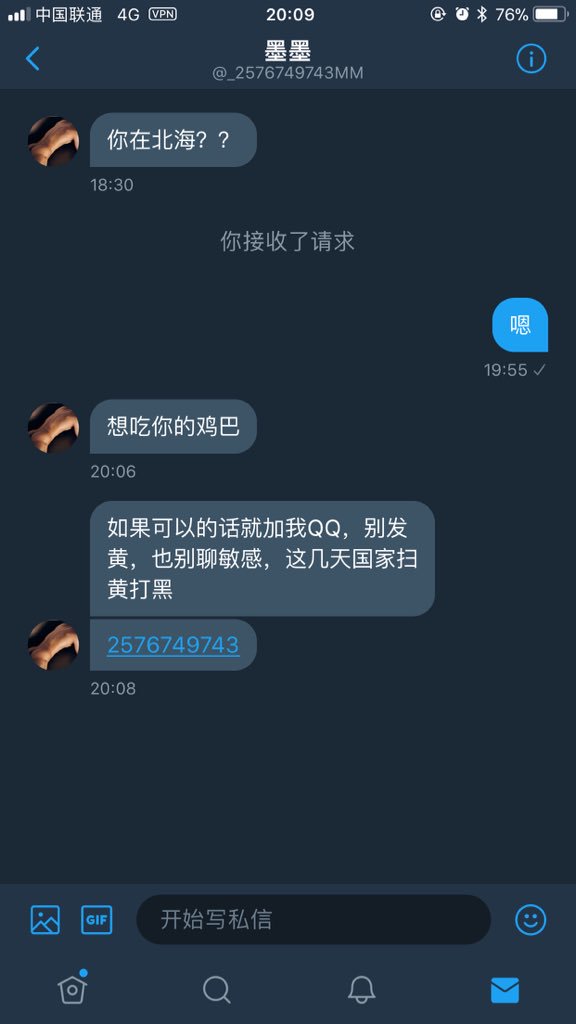 中国联通 4G VPN 20:09 76%
墨墨
@_2576749743MM
你在北海？？
18:30
你接收了请求
嗯
19:55
想吃你的鸡巴
20:06
如果可以的话就加我QQ，别发
黄，也别聊敏感，这几天国家扫
黄打黑
2576749743
20:08
GIF 开始写私信